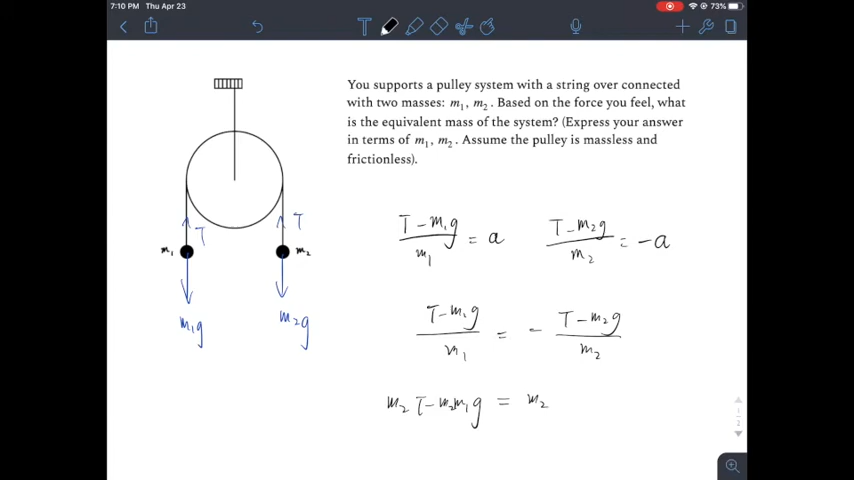 7:10 PM Thu Apr 23 73%
T
You supports a pulley system with a string over connected
with two masses: m₁, m₂. Based on the force you feel, what
is the equivalent mass of the system? (Express your answer
in terms of m₁, m₂. Assume the pulley is massless and
frictionless).
T T
m₁ m₂
m₁g m₂g
(T - m₁g)/m₁ = a (T - m₂g)/m₂ = -a
(T - m₁g)/m₁ = - (T - m₂g)/m₂
m₂T - m₂m₁g = m₂
1/2